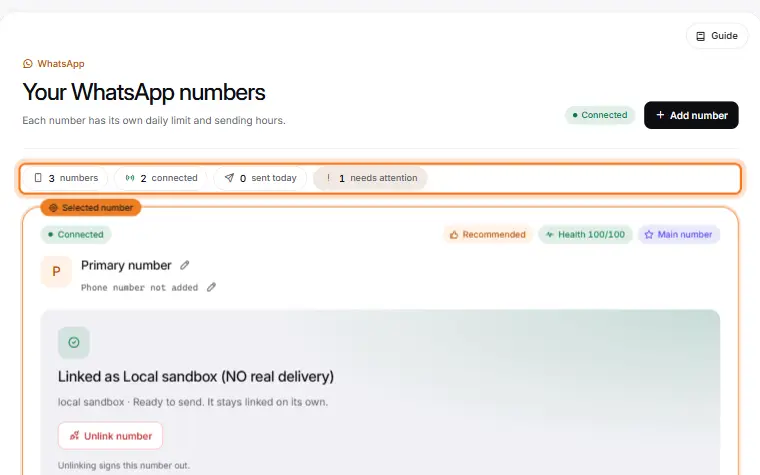 Guide
WhatsApp
Your WhatsApp numbers
Each number has its own daily limit and sending hours.
Connected
+ Add number
3 numbers
2 connected
0 sent today
! 1 needs attention
Selected number
Connected
Recommended
Health 100/100
Main number
P
Primary number
Phone number not added
Linked as Local sandbox (NO real delivery)
local sandbox · Ready to send. It stays linked on its own.
Unlink number
Unlinking signs this number out.